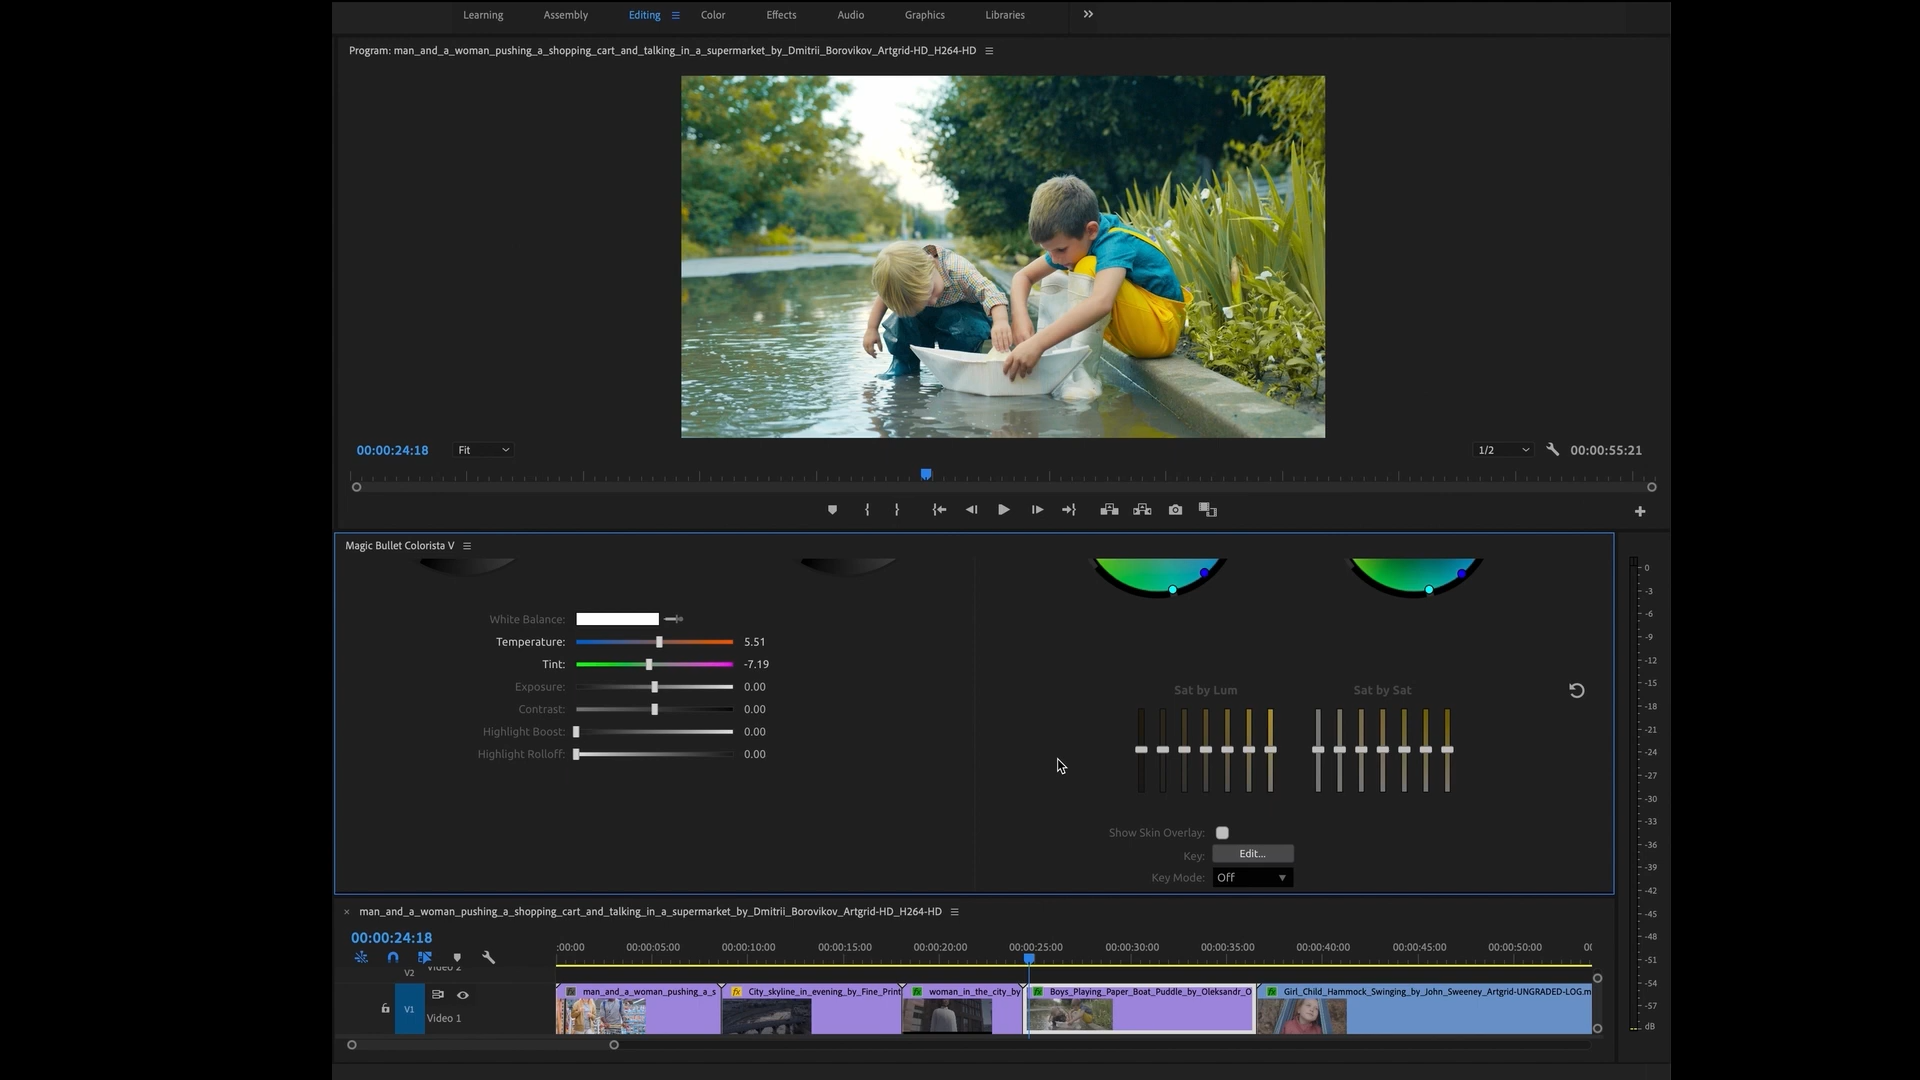 Learning Assembly Editing Color Effects Audio Graphics Libraries
Program: man_and_a_woman_pushing_a_shopping_cart_and_talking_in_a_supermarket_by_Dmitrii_Borovikov_Artgrid-HD_H264-HD
00:00:24:18 Fit 1/2 00:00:55:21
Magic Bullet Colorista V
White Balance:
Temperature: 5.51
Tint: -7.19
Exposure: 0.00
Contrast: 0.00
Highlight Boost: 0.00
Highlight Rolloff: 0.00
Sat by Lum Sat by Sat
Show Skin Overlay:
Key: Edit...
Key Mode: Off
0
-3
-6
-9
-12
-15
-18
-21
-24
-27
-30
-33
-36
-39
-42
-45
-48
-51
-54
-57
dB
man_and_a_woman_pushing_a_shopping_cart_and_talking_in_a_supermarket_by_Dmitrii_Borovikov_Artgrid-HD_H264-HD
00:00:24:18
:00:00 00:00:05:00 00:00:10:00 00:00:15:00 00:00:20:00 00:00:25:00 00:00:30:00 00:00:35:00 00:00:40:00 00:00:45:00 00:00:50:00 00
V2 Video 2
fx man_and_a_woman_pushing_a_s fx City_skyline_in_evening_by_Fine_Print fx woman_in_the_city_by fx Boys_Playing_Paper_Boat_Puddle_by_Oleksandr_O fx Girl_Child_Hammock_Swinging_by_John_Sweeney_Artgrid-UNGRADED-LOG.m
V1 Video 1